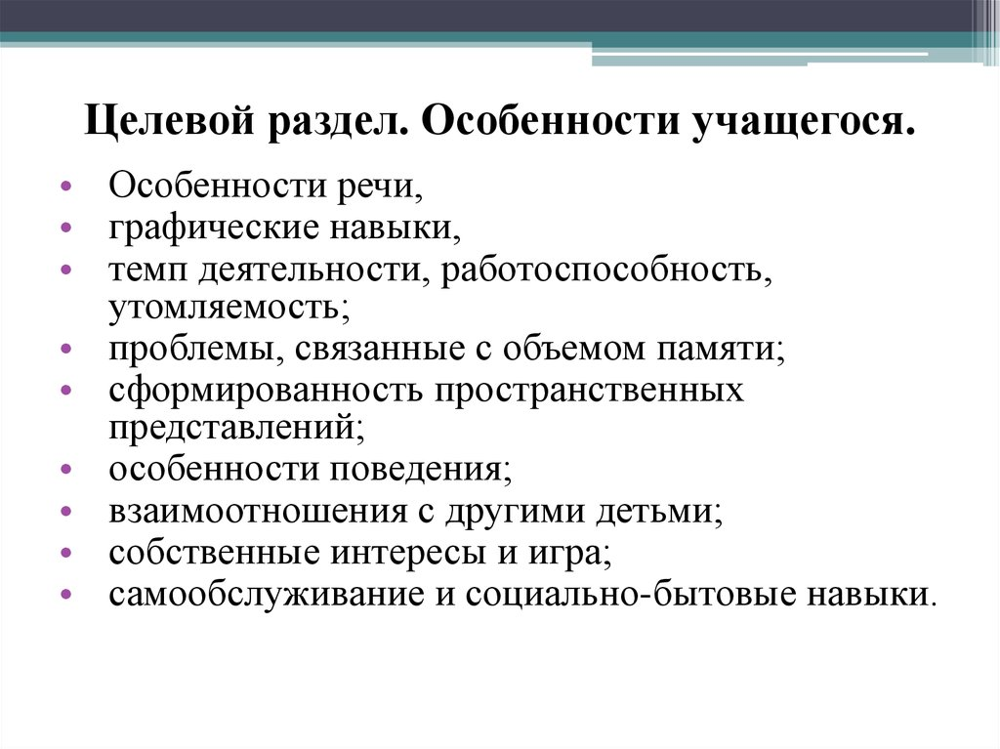 Целевой раздел. Особенности учащегося.
• Особенности речи,
• графические навыки,
• темп деятельности, работоспособность,
утомляемость;
• проблемы, связанные с объемом памяти;
• сформированность пространственных
представлений;
• особенности поведения;
• взаимоотношения с другими детьми;
• собственные интересы и игра;
• самообслуживание и социально-бытовые навыки.